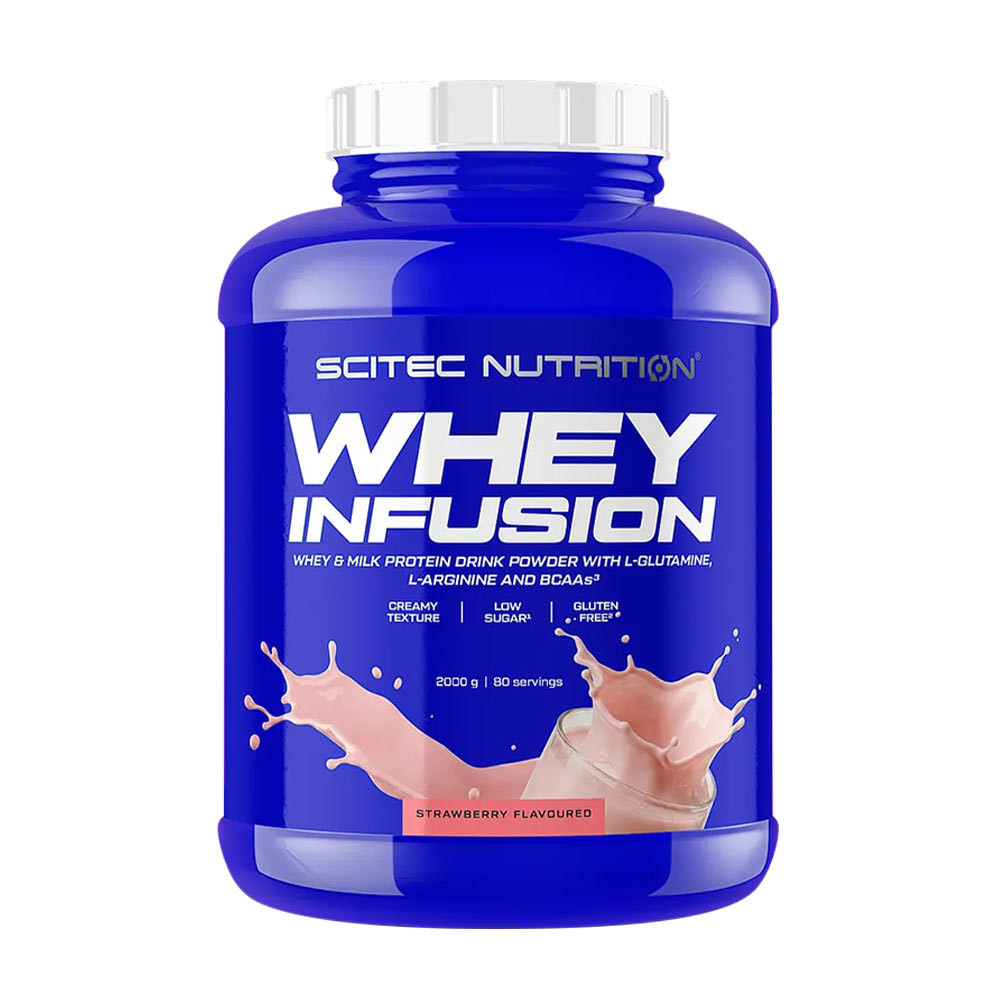 SCITEC NUTRITION®
WHEY
INFUSION
WHEY & MILK PROTEIN DRINK POWDER WITH L-GLUTAMINE,
L-ARGININE AND BCAAs³
CREAMY TEXTURE | LOW SUGAR¹ | GLUTEN FREE²
2000 g | 80 servings
STRAWBERRY FLAVOURED